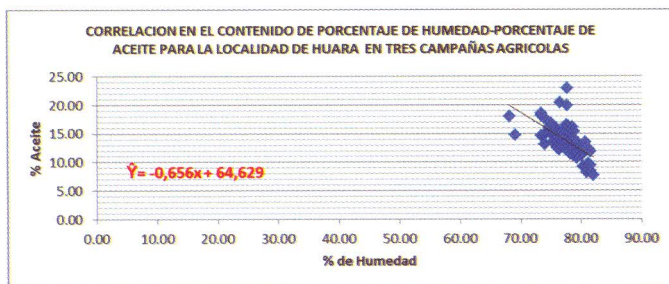 CORRELACION EN EL CONTENIDO DE PORCENTAJE DE HUMEDAD-PORCENTAJE DE
ACEITE PARA LA LOCALIDAD DE HUARA EN TRES CAMPAÑAS AGRICOLAS
25.00
20.00
15.00
10.00
5.00
0.00
% Aceite
Ŷ= -0,656x + 64,629
0.00 10.00 20.00 30.00 40.00 50.00 60.00 70.00 80.00 90.00
% de Humedad